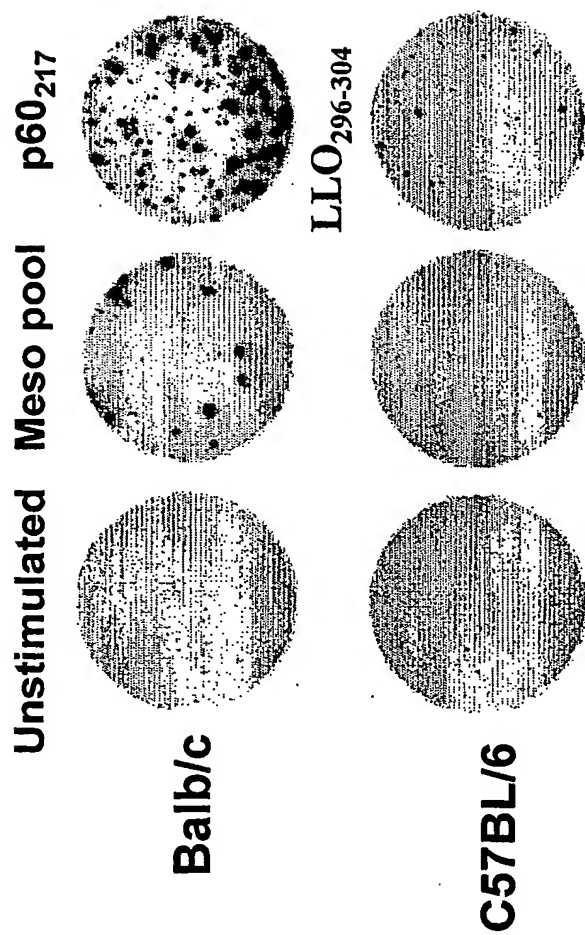 Unstimulated Meso pool p60₂₁₇
Balb/c
LLO₂₉₆₋₃₀₄
C57BL/6